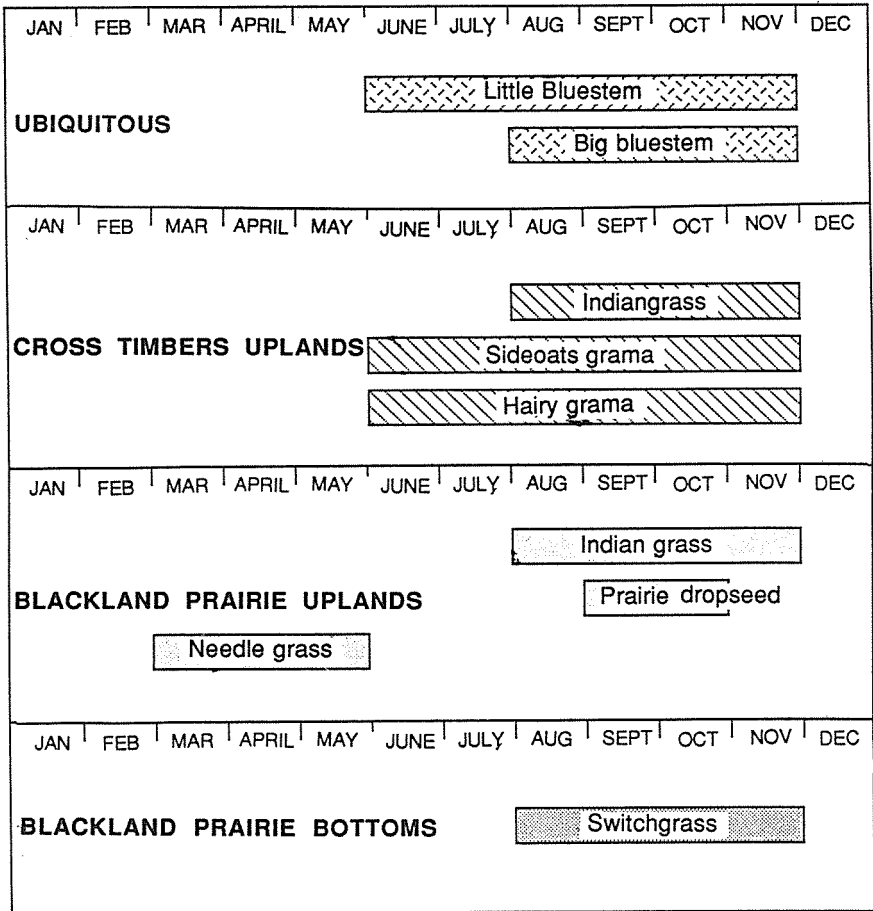 JAN FEB MAR APRIL MAY JUNE JULY AUG SEPT OCT NOV DEC
Little Bluestem
UBIQUITOUS
Big bluestem
JAN FEB MAR APRIL MAY JUNE JULY AUG SEPT OCT NOV DEC
Indiangrass
CROSS TIMBERS UPLANDS
Sideoats grama
Hairy grama
JAN FEB MAR APRIL MAY JUNE JULY AUG SEPT OCT NOV DEC
Indian grass
BLACKLAND PRAIRIE UPLANDS
Prairie dropseed
Needle grass
JAN FEB MAR APRIL MAY JUNE JULY AUG SEPT OCT NOV DEC
BLACKLAND PRAIRIE BOTTOMS
Switchgrass